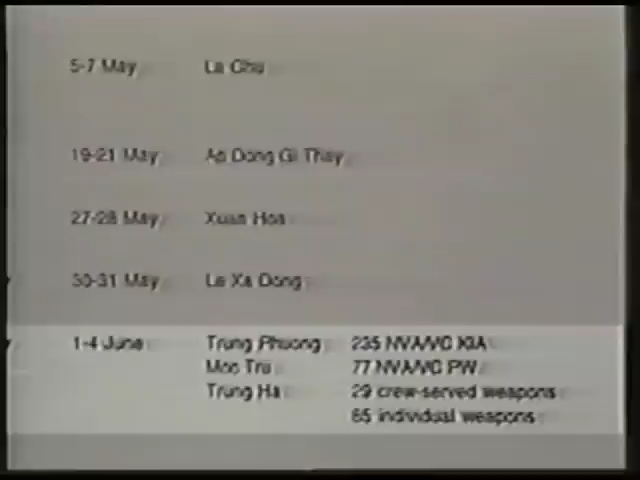 5-7 May La Chu
19-21 May Ap Dong Gi Thay
27-28 May Xuan Hoa
30-31 May Le Xa Dong
1-4 June Trung Phuong 235 NVA/VC KIA
Moc Tru 77 NVA/VC PW
Trung Ha 29 crew-served weapons
65 individual weapons